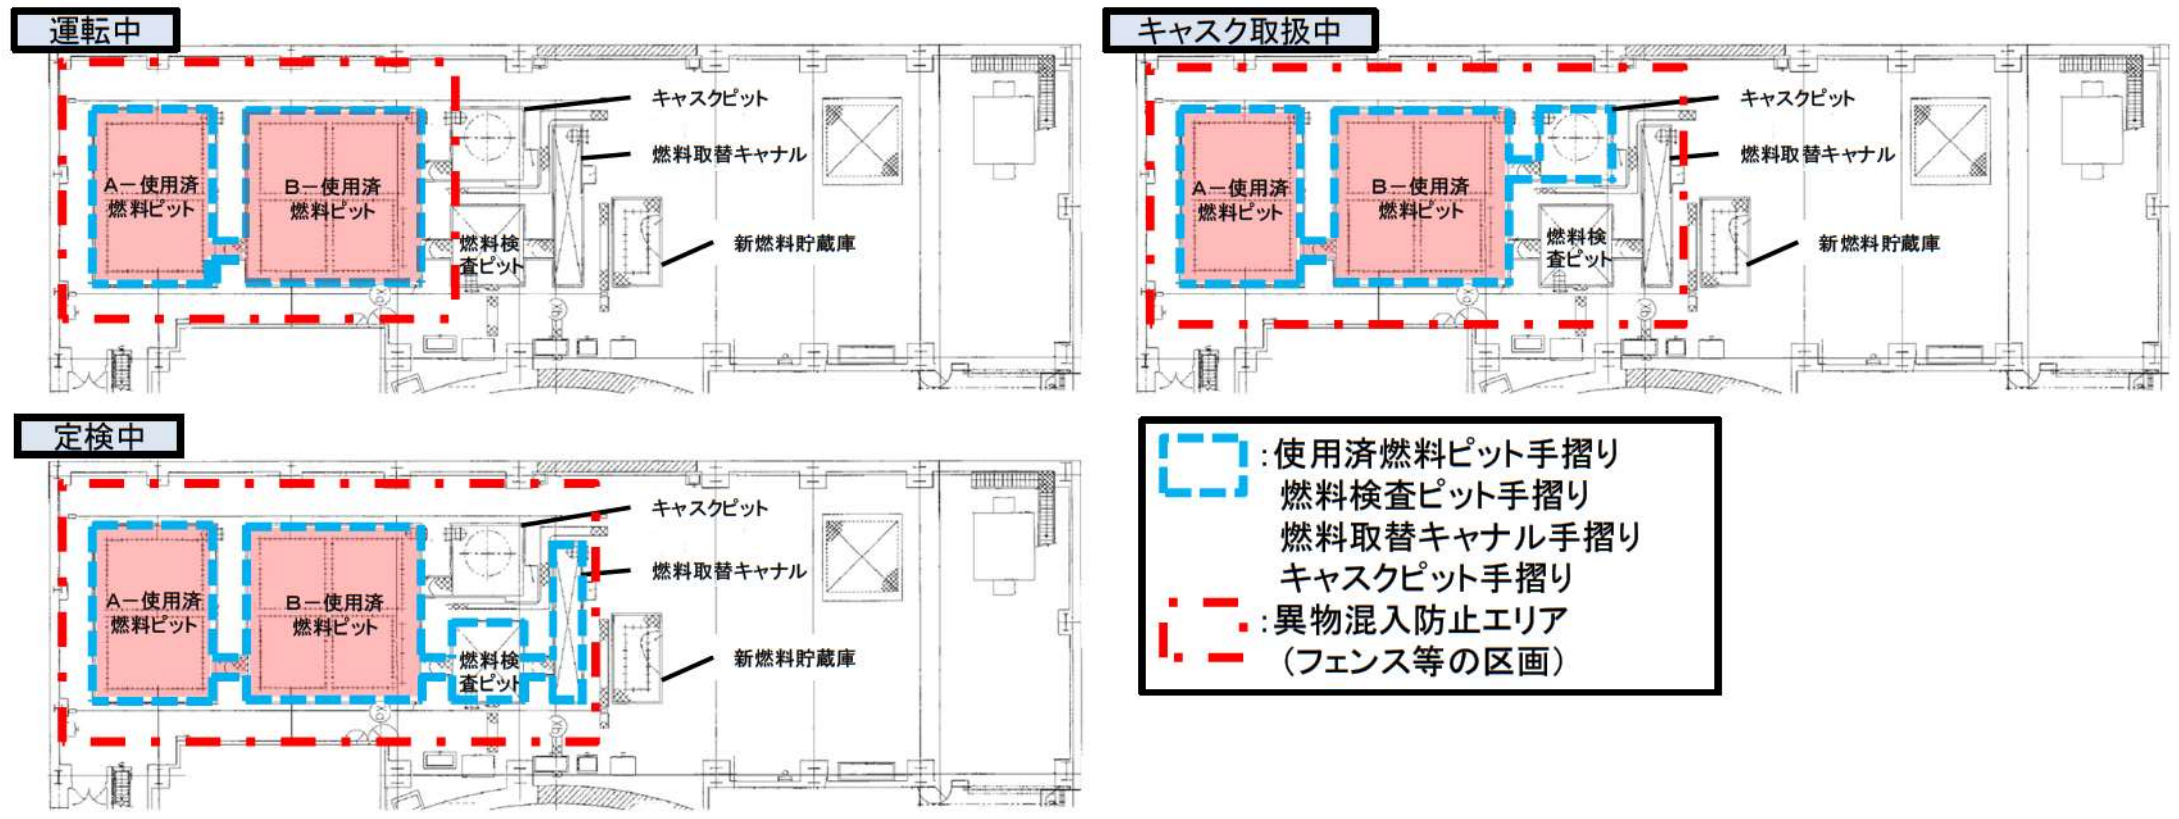 運転中
キャスクピット
燃料取替キャナル
A－使用済
燃料ピット
B－使用済
燃料ピット
燃料検
査ピット
新燃料貯蔵庫
キャスク取扱中
キャスクピット
燃料取替キャナル
A－使用済
燃料ピット
B－使用済
燃料ピット
燃料検
査ピット
新燃料貯蔵庫
定検中
キャスクピット
燃料取替キャナル
A－使用済
燃料ピット
B－使用済
燃料ピット
燃料検
査ピット
新燃料貯蔵庫
:使用済燃料ピット手摺り
燃料検査ピット手摺り
燃料取替キャナル手摺り
キャスクピット手摺り
:異物混入防止エリア
（フェンス等の区画）